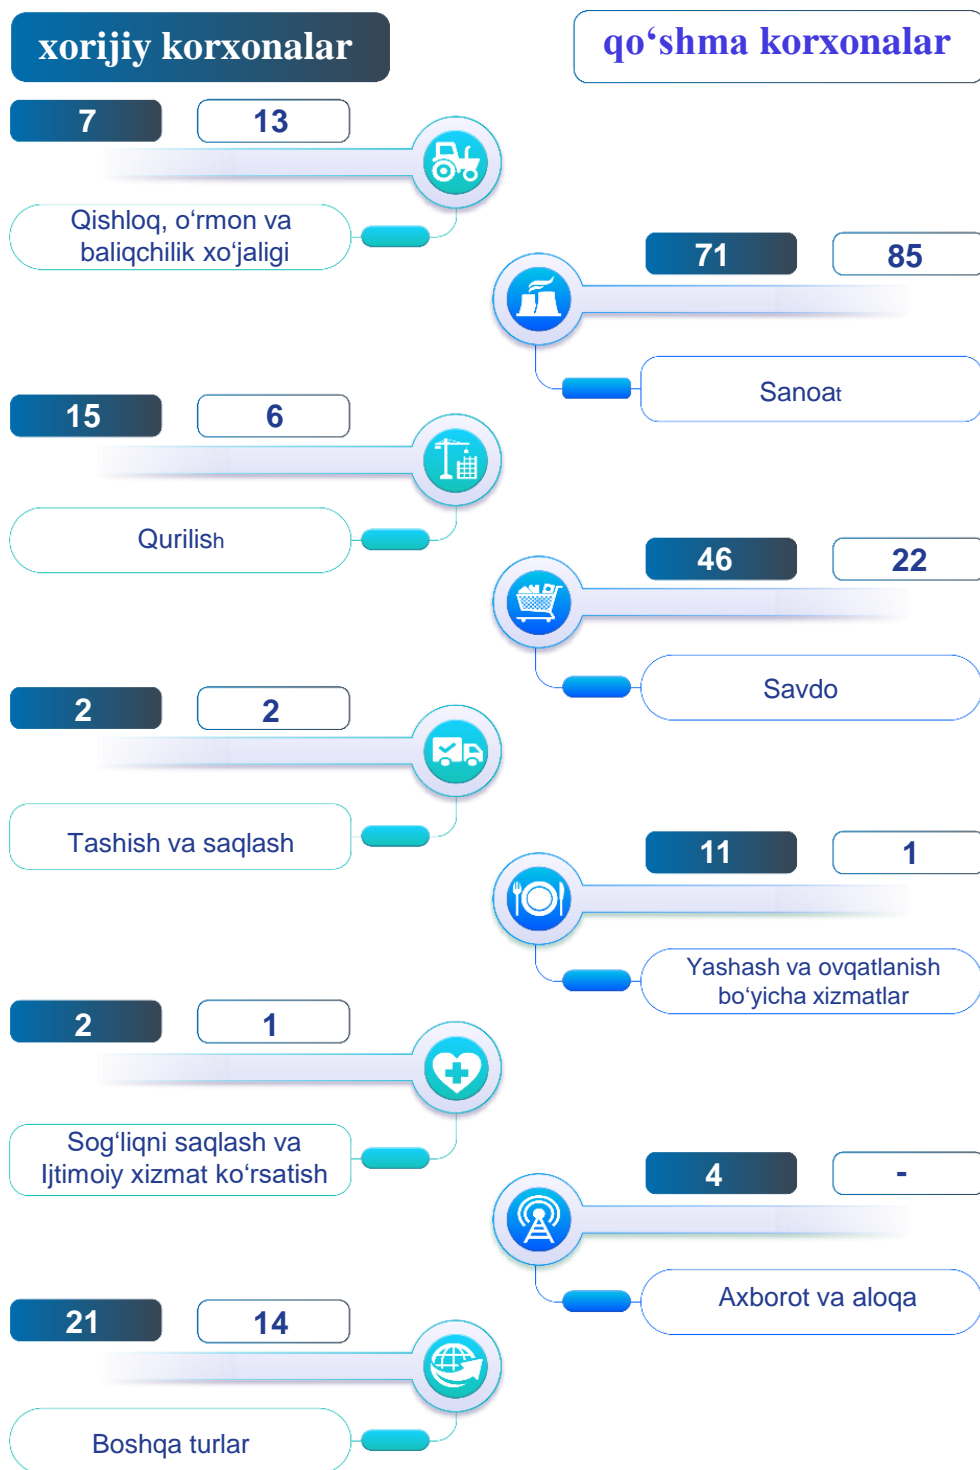 xorijiy korxonalar
qo‘shma korxonalar
7
13
Qishloq, o‘rmon va
baliqchilik xo‘jaligi
71
85
Sanoat
15
6
Qurilish
46
22
Savdo
2
2
Tashish va saqlash
11
1
Yashash va ovqatlanish
bo‘yicha xizmatlar
2
1
Sog‘liqni saqlash va
Ijtimoiy xizmat ko‘rsatish
4
-
Axborot va aloqa
21
14
Boshqa turlar